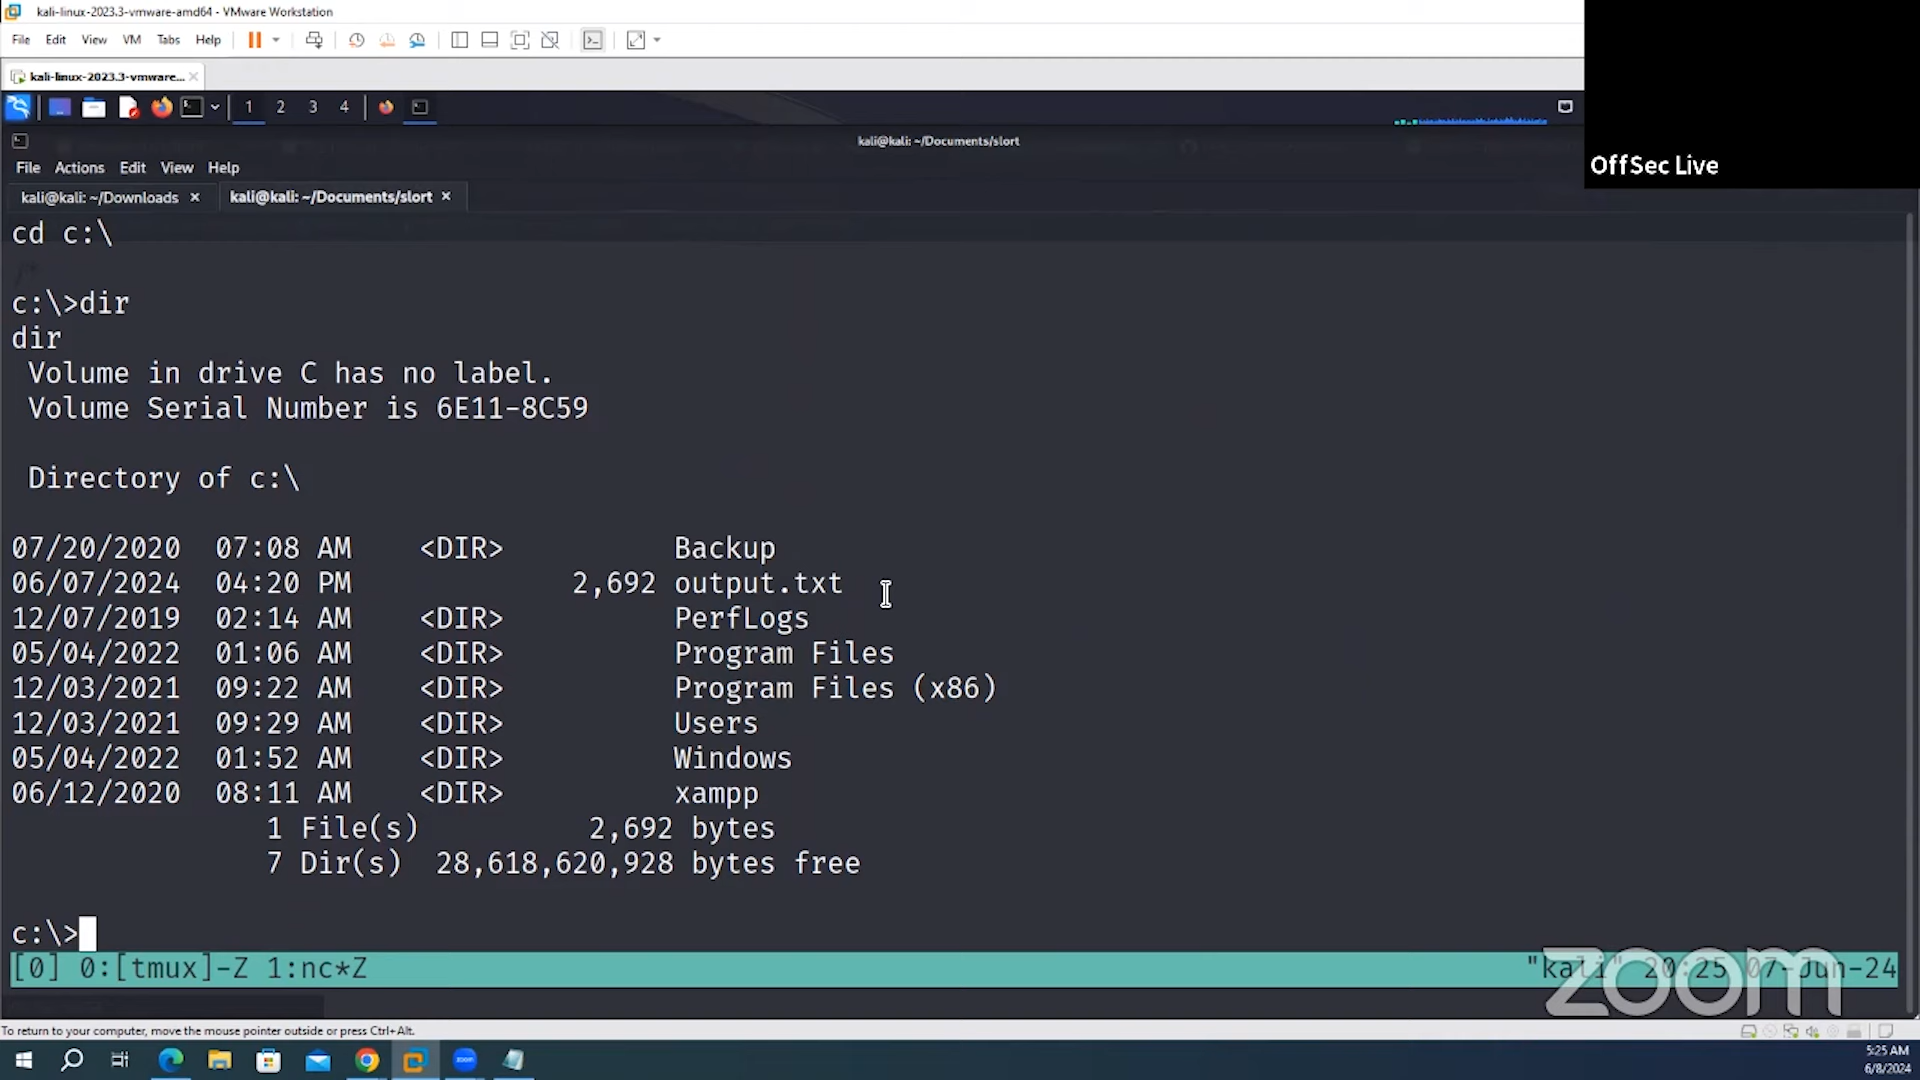 kali-linux-2023.3-vmware-amd64 - VMware Workstation
File Edit View VM Tabs Help
kali-linux-2023.3-vmware...
1 2 3 4
kali@kali: ~/Documents/slort
OffSec Live
File Actions Edit View Help
kali@kali: ~/Downloads kali@kali: ~/Documents/slort
cd c:\
c:\>dir
dir
Volume in drive C has no label.
Volume Serial Number is 6E11-8C59
Directory of c:\
07/20/2020 07:08 AM <DIR> Backup
06/07/2024 04:20 PM 2,692 output.txt
12/07/2019 02:14 AM <DIR> PerfLogs
05/04/2022 01:06 AM <DIR> Program Files
12/03/2021 09:22 AM <DIR> Program Files (x86)
12/03/2021 09:29 AM <DIR> Users
05/04/2022 01:52 AM <DIR> Windows
06/12/2020 08:11 AM <DIR> xampp
1 File(s) 2,692 bytes
7 Dir(s) 28,618,620,928 bytes free
c:\>
[0] 0:[tmux]-Z 1:nc*Z "kali" 20:25 07-Jun-24
zoom
To return to your computer, move the mouse pointer outside or press Ctrl+Alt.
zoom
5:25 AM
6/8/2024